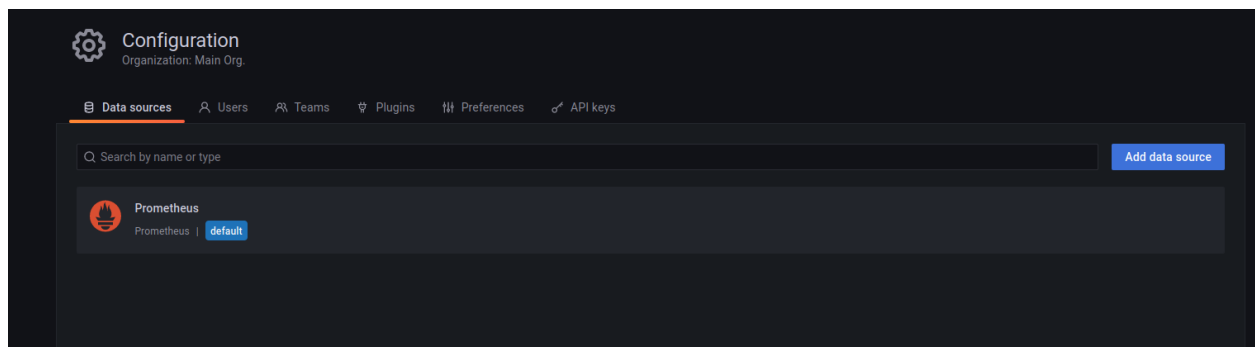 Configuration
Organization: Main Org.
Data sources Users Teams Plugins Preferences API keys
Search by name or type Add data source
Prometheus
Prometheus | default